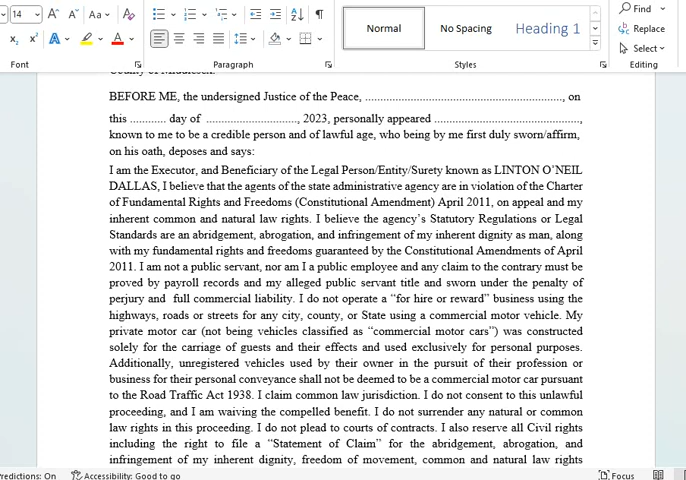 14
Aa
A
Normal
No Spacing
Heading 1
Find
Replace
Select
Font
Paragraph
Styles
Editing
County of Middlesex.
BEFORE ME, the undersigned Justice of the Peace, ................................................................, on
this ............ day of .............................., 2023, personally appeared ................................................,
known to me to be a credible person and of lawful age, who being by me first duly sworn/affirm,
on his oath, deposes and says:
I am the Executor, and Beneficiary of the Legal Person/Entity/Surety known as LINTON O’NEIL
DALLAS, I believe that the agents of the state administrative agency are in violation of the Charter
of Fundamental Rights and Freedoms (Constitutional Amendment) April 2011, on appeal and my
inherent common and natural law rights. I believe the agency’s Statutory Regulations or Legal
Standards are an abridgement, abrogation, and infringement of my inherent dignity as man, along
with my fundamental rights and freedoms guaranteed by the Constitutional Amendments of April
2011. I am not a public servant, nor am I a public employee and any claim to the contrary must be
proved by payroll records and my alleged public servant title and sworn under the penalty of
perjury and full commercial liability. I do not operate a “for hire or reward” business using the
highways, roads or streets for any city, county, or State using a commercial motor vehicle. My
private motor car (not being vehicles classified as “commercial motor cars”) was constructed
solely for the carriage of guests and their effects and used exclusively for personal purposes.
Additionally, unregistered vehicles used by their owner in the pursuit of their profession or
business for their personal conveyance shall not be deemed to be a commercial motor car pursuant
to the Road Traffic Act 1938. I claim common law jurisdiction. I do not consent to this unlawful
proceeding, and I am waiving the compelled benefit. I do not surrender any natural or common
law rights in this proceeding. I do not plead to courts of contracts. I also reserve all Civil rights
including the right to file a “Statement of Claim” for the abridgement, abrogation, and
infringement of my inherent dignity, freedom of movement, common and natural law rights
redictions: On
Accessibility: Good to go
Focus